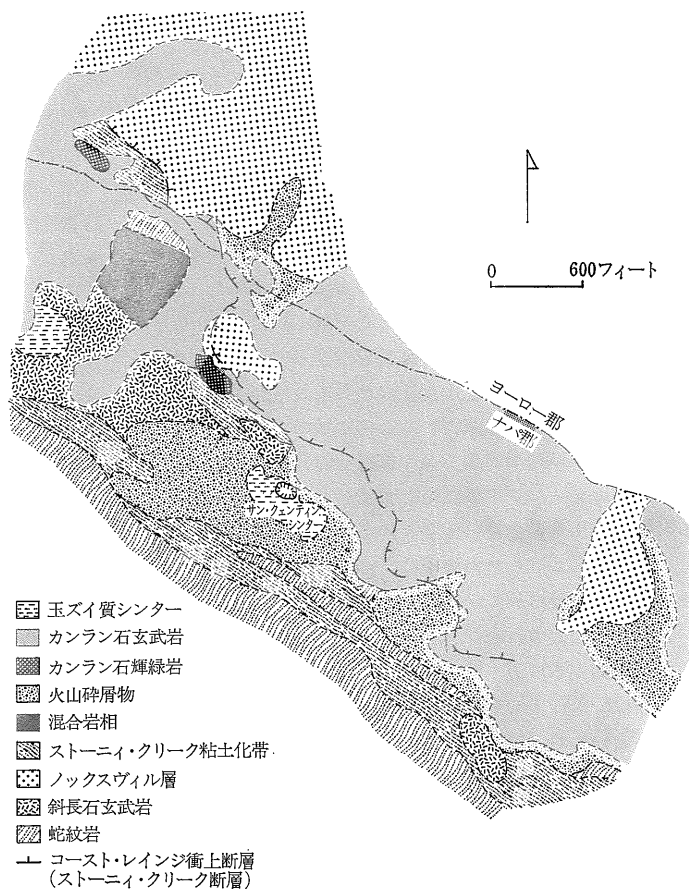 0 600フィート
ヨーロー郡
ナパ郡
サン・クェンティン
シンター
玉ズイ質シンター
カンラン石玄武岩
カンラン石輝緑岩
火山砕屑物
混合岩相
ストーニィ・クリーク粘土化帯
ノックスヴィル層
斜長石玄武岩
蛇紋岩
コースト・レインジ衝上断層
(ストーニィ・クリーク断層)